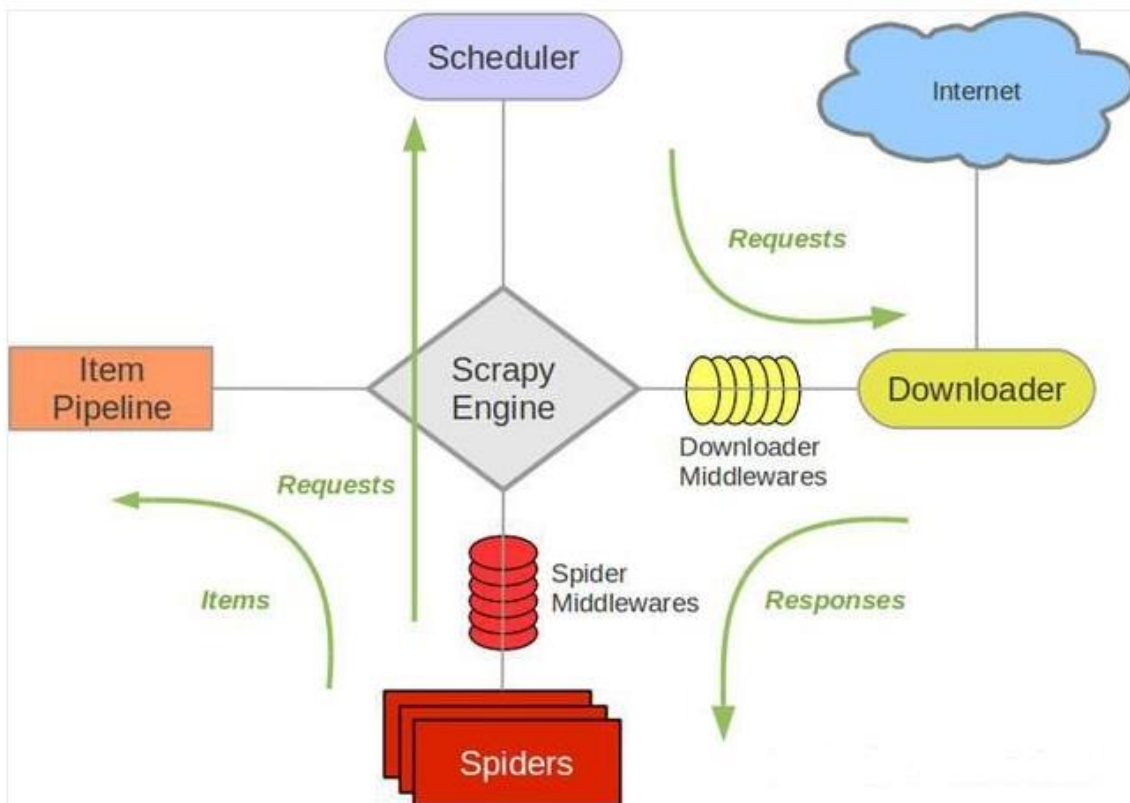 Scheduler
Internet
Requests
Item
Pipeline
Scrapy
Engine
Downloader
Downloader
Middlewares
Requests
Items
Spider
Middlewares
Responses
Spiders